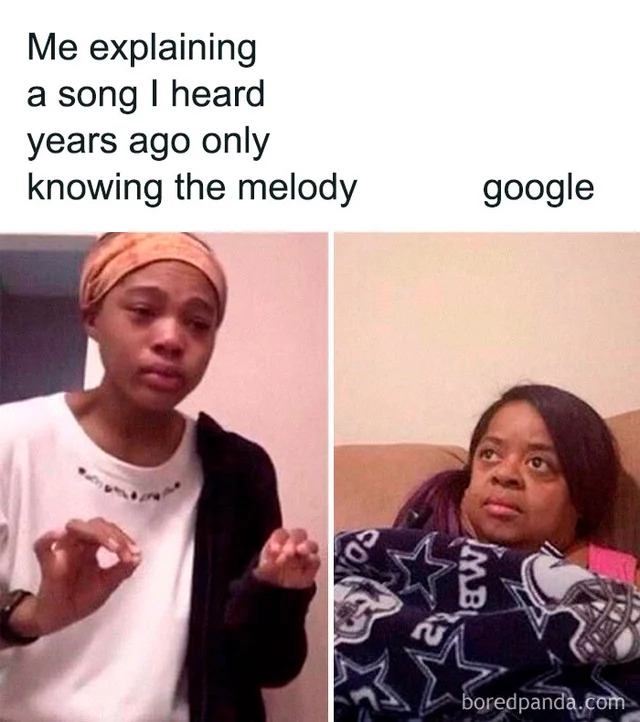 Me explaining
a song I heard
years ago only
knowing the melody
google
boredpanda.com